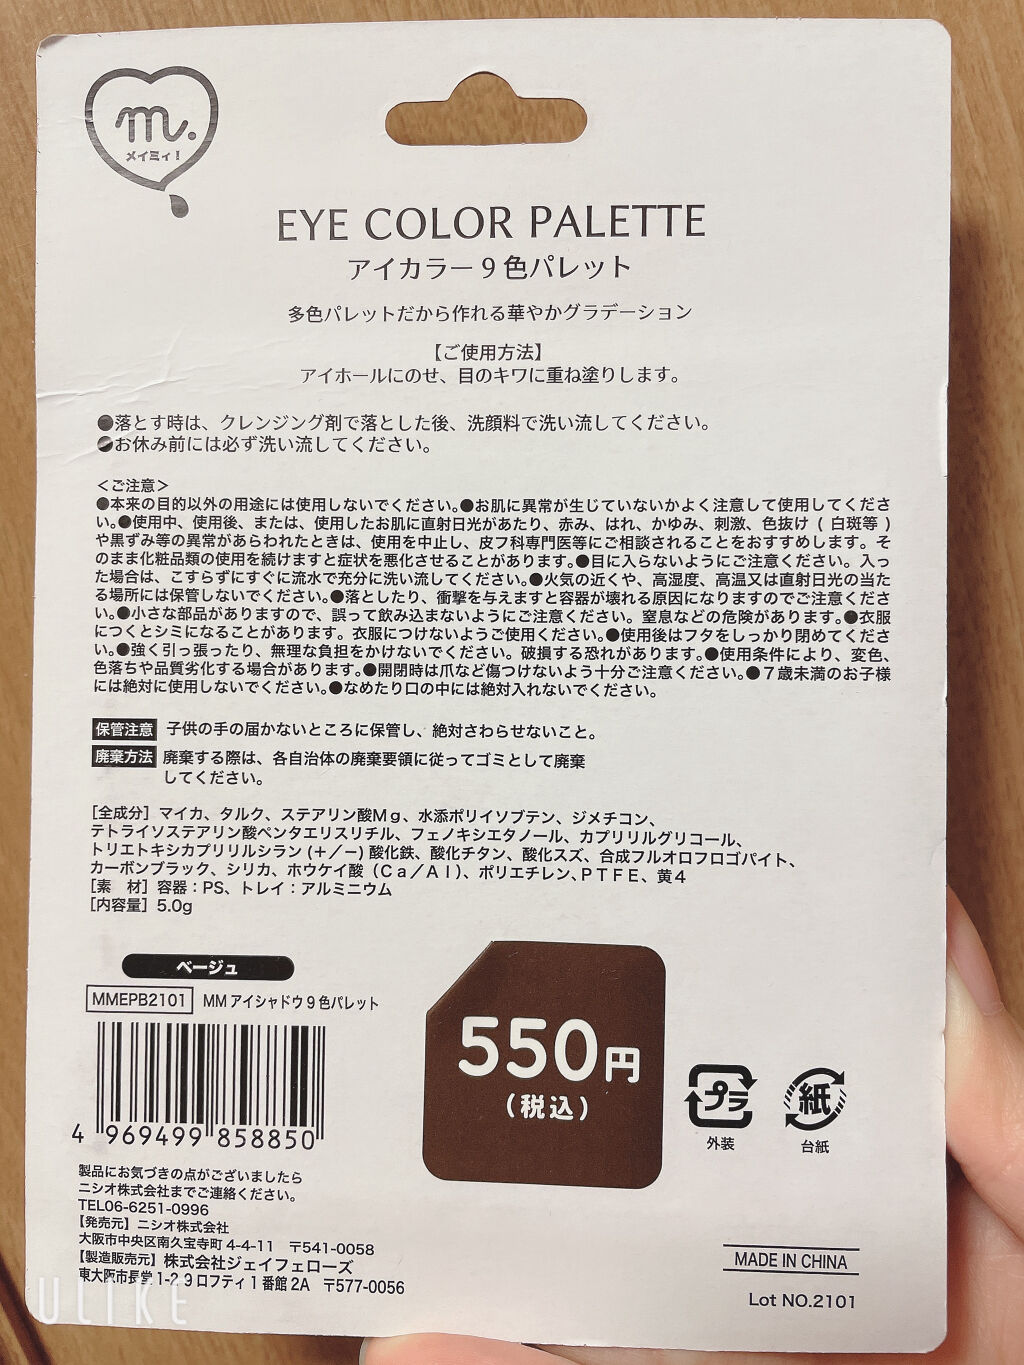 m.
メイミィ!
EYE COLOR PALETTE
アイカラー9色パレット
多色パレットだから作れる華やかグラデーション
【ご使用方法】
アイホールにのせ、目のキワに重ね塗りします。
●落とす時は、クレンジング剤で落とした後、洗顔料で洗い流してください。
●お休み前には必ず洗い流してください。
＜ご注意＞
●本来の目的以外の用途には使用しないでください。●お肌に異常が生じていないかよく注意して使用してくださ
い。●使用中、使用後、または、使用したお肌に直射日光があたり、赤み、はれ、かゆみ、刺激、色抜け(白斑等)
や黒ずみ等の異常があらわれたときは、使用を中止し、皮フ科専門医等にご相談されることをおすすめします。そ
のまま化粧品類の使用を続けますと症状を悪化させることがあります。●目に入らないようにご注意ください。入っ
た場合は、こすらずにすぐに流水で充分に洗い流してください。●火気の近くや、高湿度、高温又は直射日光の当た
る場所には保管しないでください。●落としたり、衝撃を与えますと容器が壊れる原因になりますのでご注意くださ
い。●小さな部品がありますので、誤って飲み込まないようにご注意ください。窒息などの危険があります。●衣服
につくとシミになることがあります。衣服につけないようご使用ください。●使用後はフタをしっかり閉めてくださ
い。●強く引っ張ったり、無理な負担をかけないでください。破損する恐れがあります。●使用条件により、変色、
色落ちや品質劣化する場合があります。●開閉時は爪など傷つけないよう十分ご注意ください。●7歳未満のお子様
には絶対に使用しないでください。●なめたり口の中には絶対入れないでください。
保管注意 子供の手の届かないところに保管し、絶対さわらせないこと。
廃棄方法 廃棄する際は、各自治体の廃棄要領に従ってゴミとして廃棄
してください。
［全成分］マイカ、タルク、ステアリン酸Mg、水添ポリイソブテン、ジメチコン、
テトライソステアリン酸ペンタエリスリチル、フェノキシエタノール、カプリリルグリコール、
トリエトキシカプリリルシラン(+/-)酸化鉄、酸化チタン、酸化スズ、合成フルオロフロゴパイト、
カーボンブラック、シリカ、ホウケイ酸（Ca/Al）、ポリエチレン、PTFE、黄4
［素　材］容器：PS、トレイ：アルミニウム
［内容量］5.0g
ベージュ
MMEPB2101 MMアイシャドウ9色パレット
4 969499 858850
550円
(税込)
プラ
外装
紙
台紙
製品にお気づきの点がございましたら
ニシオ株式会社までご連絡ください。
TEL06-6251-0996
【発売元】ニシオ株式会社
大阪市中央区南久宝寺町4-4-11 〒541-0058
【製造販売元】株式会社ジェイフェローズ
東大阪市長堂1-29ロフティ1番館2A 〒577-0056
MADE IN CHINA
Lot NO.2101
ULIKE